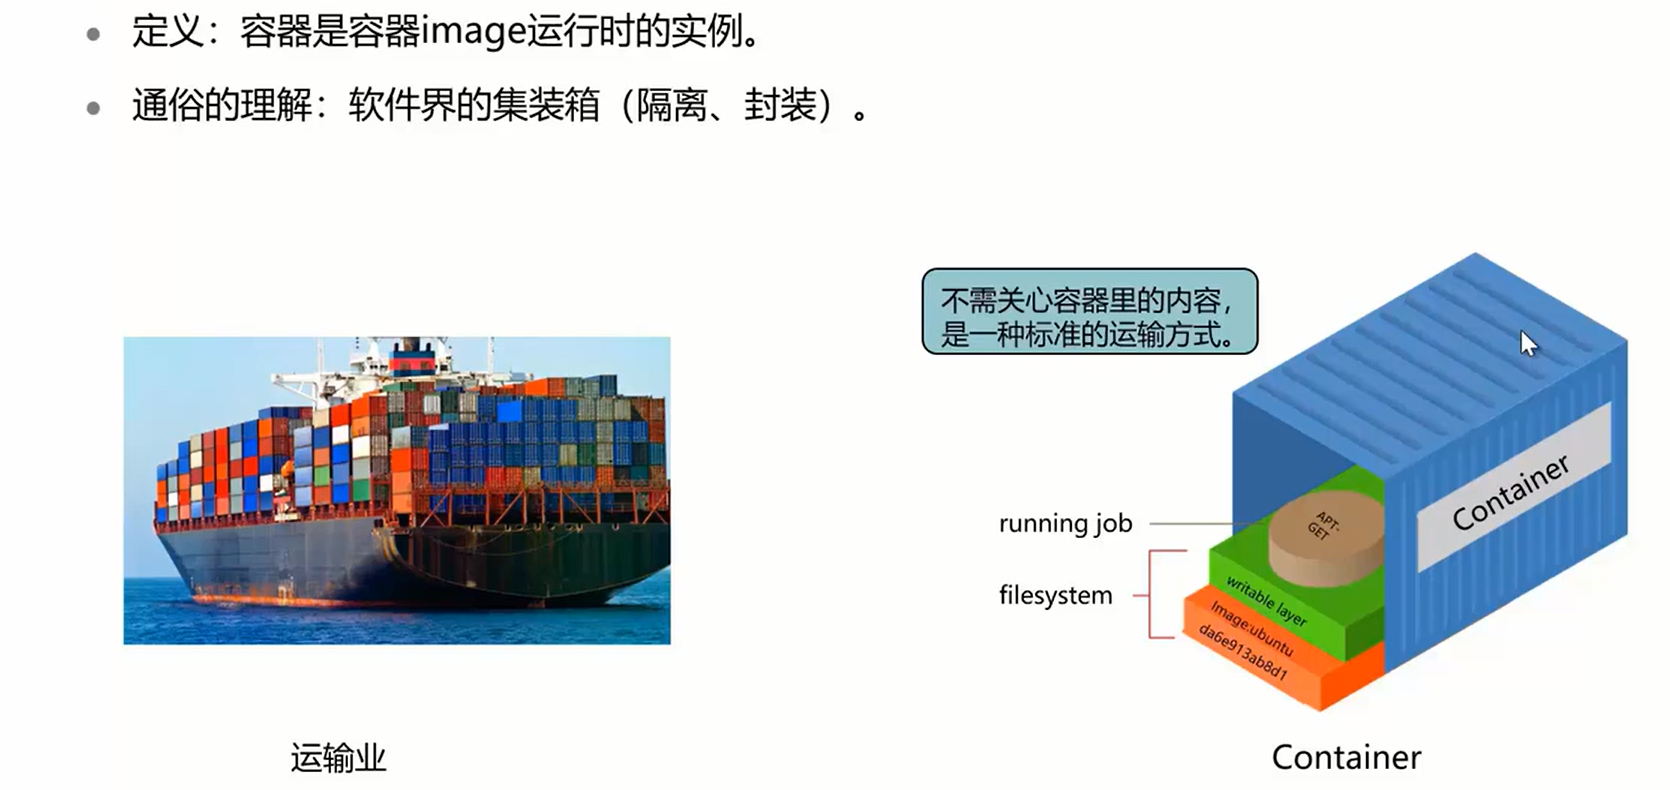 定义：容器是容器image运行时的实例。
通俗的理解：软件界的集装箱（隔离、封装）。
不需关心容器里的内容，
是一种标准的运输方式。
Container
running job
APT-
GET
filesystem
writable layer
Image:ubuntu
da6e913ab8d1
运输业
Container